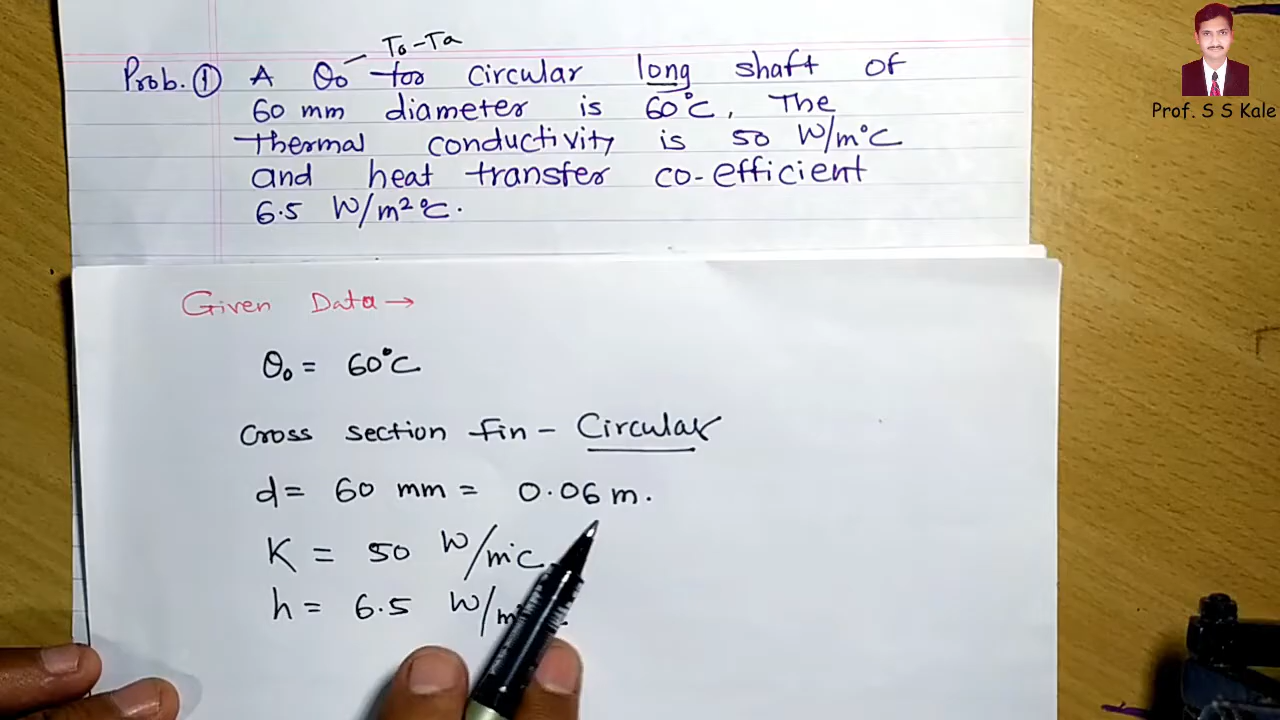 To-Ta
Prob. ① A θo for circular long shaft of
60 mm diameter is 60°C. The
thermal conductivity is 50 W/m°C
and heat transfer co-efficient
6.5 W/m²°C.
Prof. S S Kale
Given Data→
θo = 60°C
Cross section fin - Circular
d = 60 mm = 0.06 m.
K = 50 W/m°C
h = 6.5 W/m